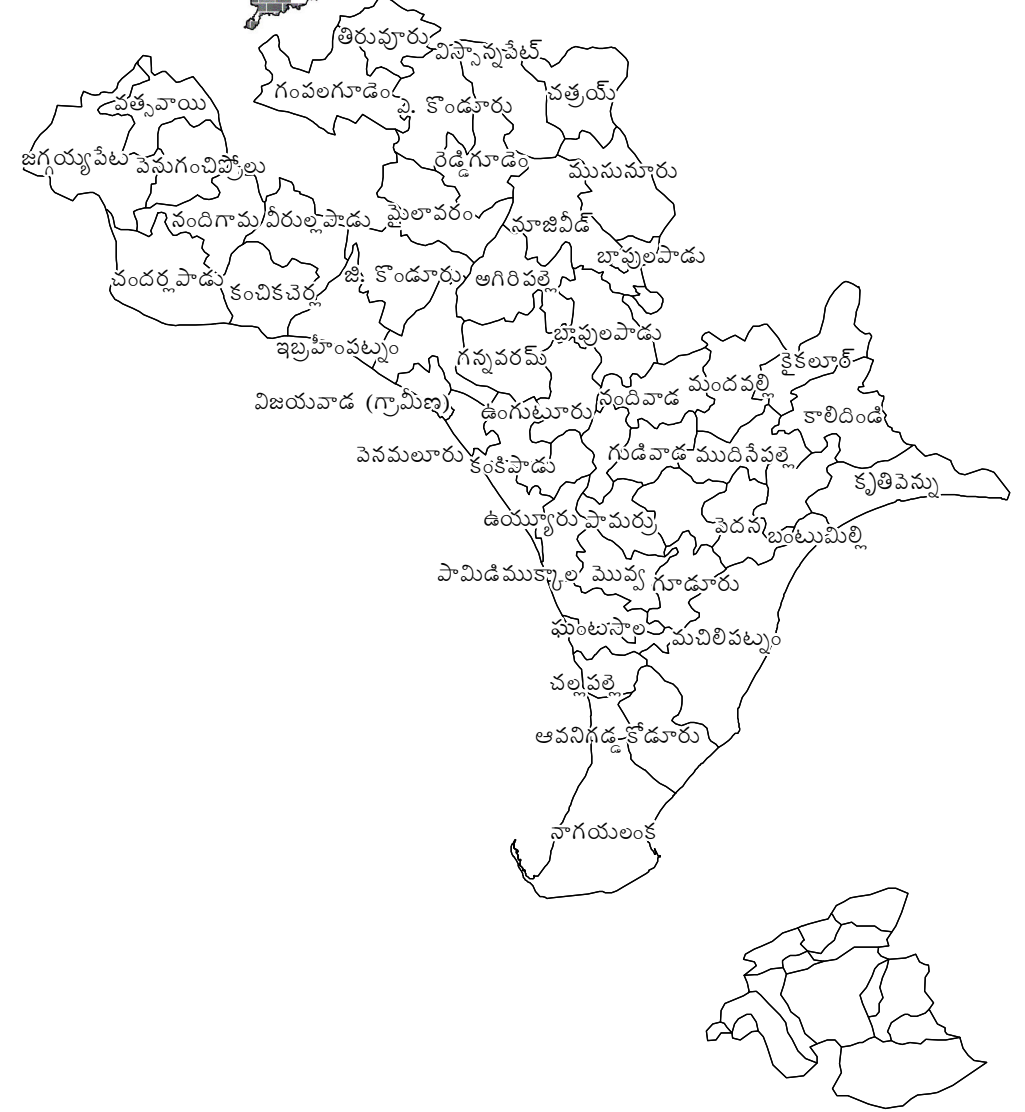 తిరువూరు
విస్సాన్నపేట్
గంపలగూడెం
చత్రయ్
వత్సవాయి
ఎ. కొండూరు
జగ్గయ్యపేట
పెనుగంచిప్రోలు
రెడ్డిగూడెం
ముసునూరు
నందిగామ
వీరుల్లపాడు
మైలావరం
నూజివీడ్
బాపులపాడు
చందర్లపాడు
కంచికచెర్ల
జి. కొండూరు
అగిరిపల్లె
ఇబ్రహీంపట్నం
గన్నవరమ్
బాపులపాడు
కైకలూఠ్
విజయవాడ (గ్రామీణ)
ఉంగుటూరు
నందివాడ
మందవల్లి
కాలిదిండి
పెనమలూరు
కంకిపాడు
గుడివాడ
ముదినేపల్లె
కృతివెన్ను
ఉయ్యూరు
పామర్రు
పెదన
బంటుమిల్లి
పామిడిముక్కాల
మొవ్వ
గూడూరు
ఘంటసాల
మచిలిపట్నం
చల్లపల్లె
ఆవనిగడ్డ
కోడూరు
నాగయలంక